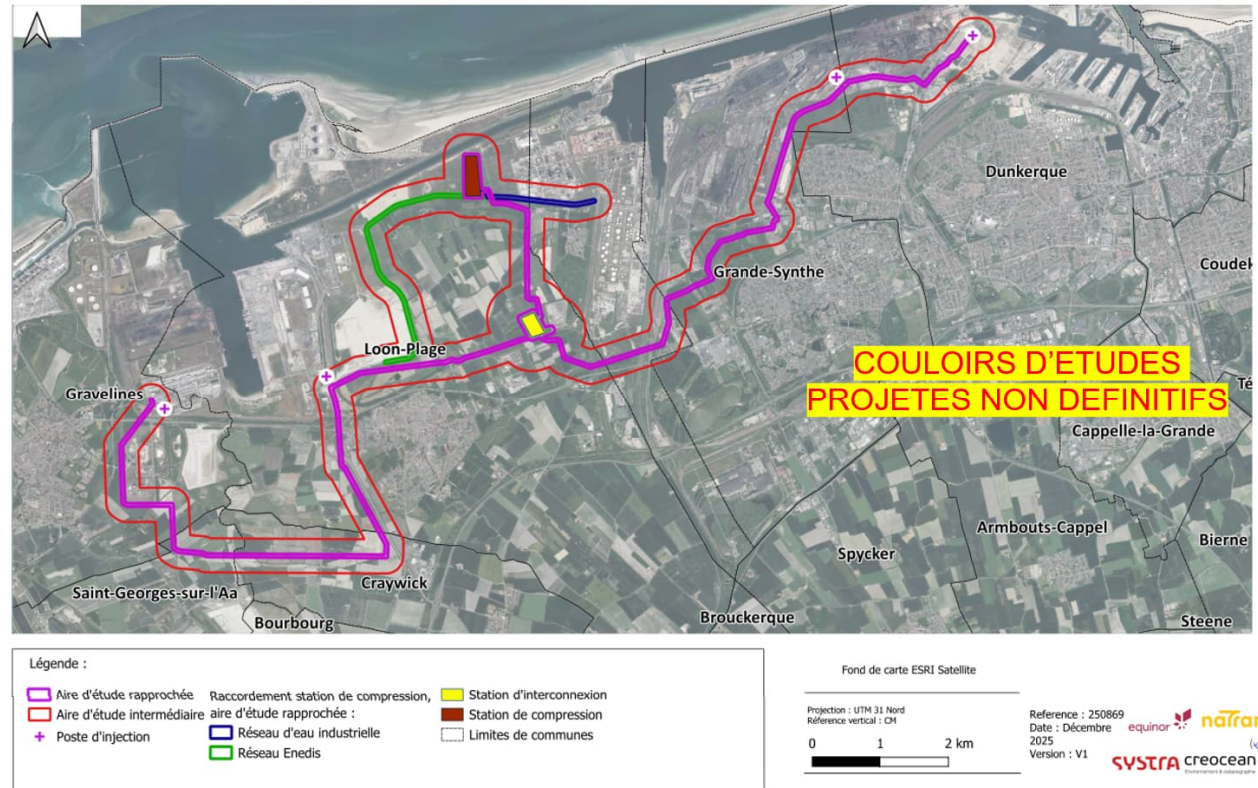 Dunkerque
Coudek
Grande-Synthe
Loon-Plage
COULOIRS D'ETUDES
PROJETES NON DEFINITIFS
Gravelines
Cappelle-la-Grande
Armbouts-Cappel
Spycker
Bierne
Craywick
Saint-Georges-sur-l'Aa
Bourbourg
Brouckerque
Steene
Légende :
Aire d'étude rapprochée
Aire d'étude intermédiaire
Poste d'injection
Raccordement station de compression,
aire d'étude rapprochée :
Réseau d'eau industrielle
Réseau Enedis
Station d'interconnexion
Station de compression
Limites de communes
Fond de carte ESRI Satellite
Projection : UTM 31 Nord
Réference vertical : CM
0 1 2 km
Reference : 250869
Date : Décembre
2025
Version : V1
equinor
naTran
SYSTRA creocean
Environnement & océanographie